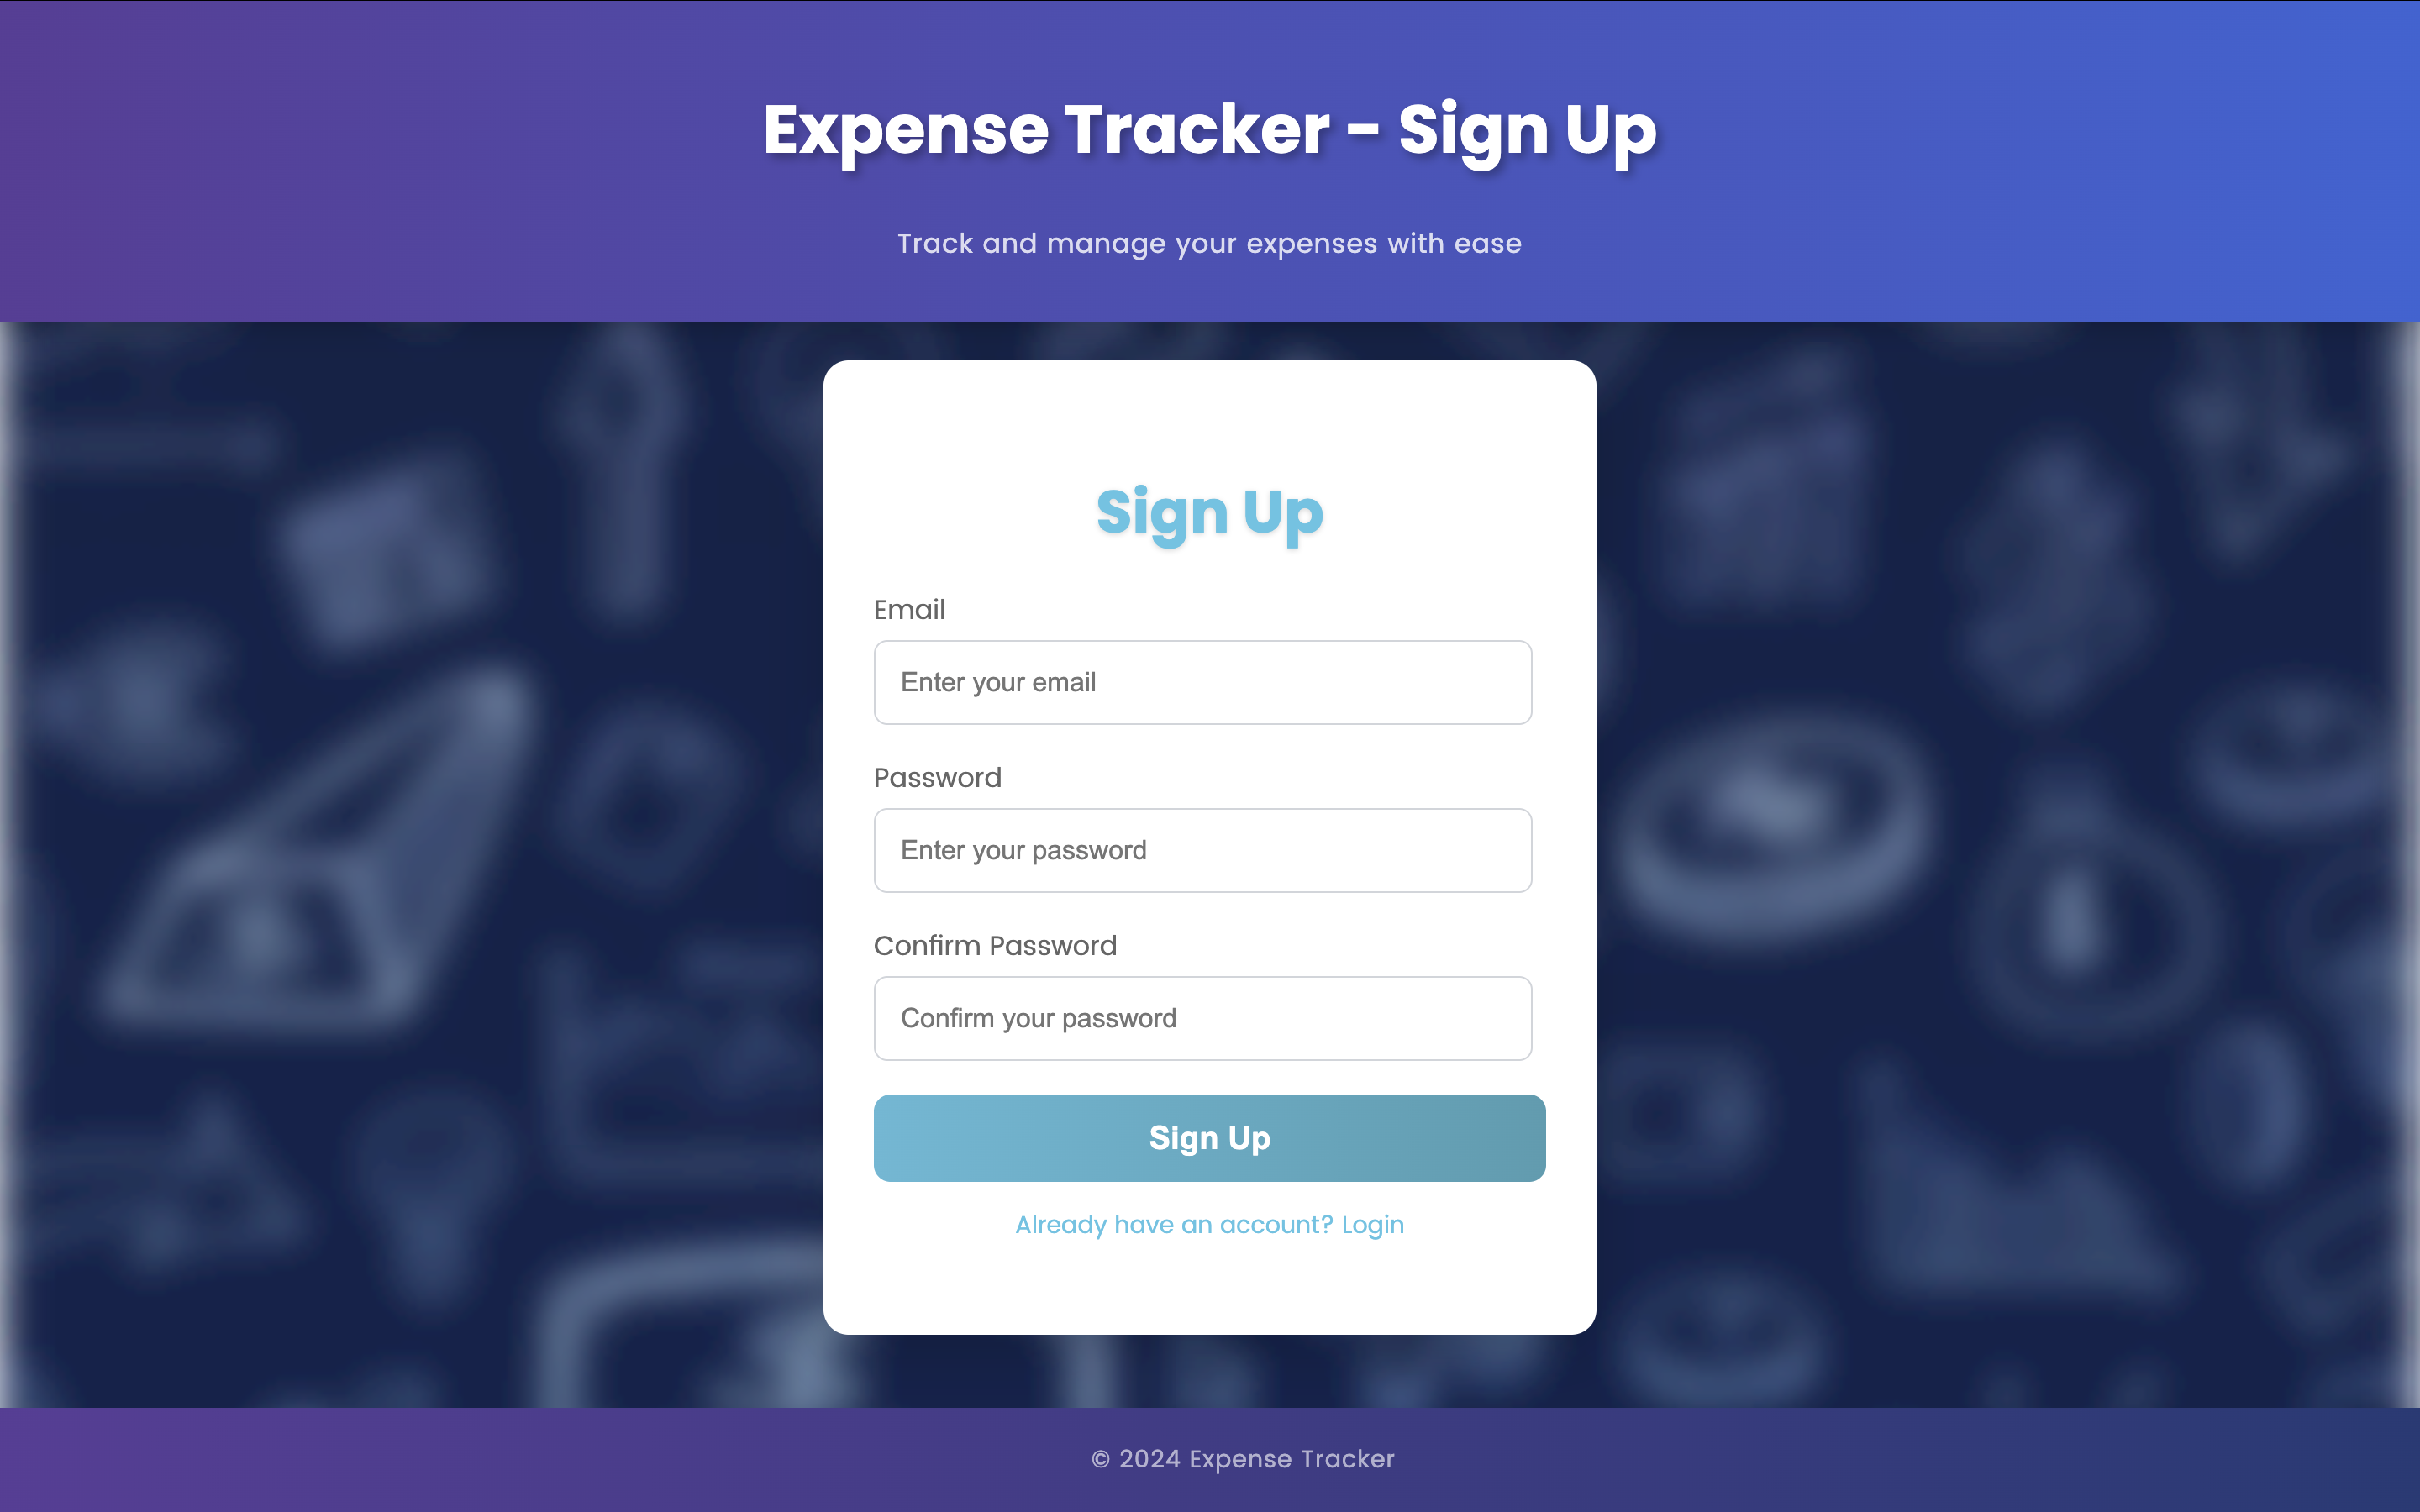 Expense Tracker - Sign Up
Track and manage your expenses with ease
Sign Up
Email
Enter your email
Password
Enter your password
Confirm Password
Confirm your password
Sign Up
Already have an account? Login
© 2024 Expense Tracker